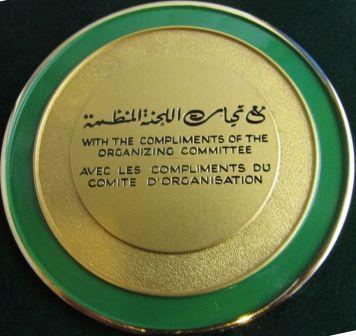 مع تحيات اللجنة المنظمة
WITH THE COMPLIMENTS OF THE
ORGANIZING COMMITTEE
AVEC LES COMPLIMENTS DU
COMITE D'ORGANISATION